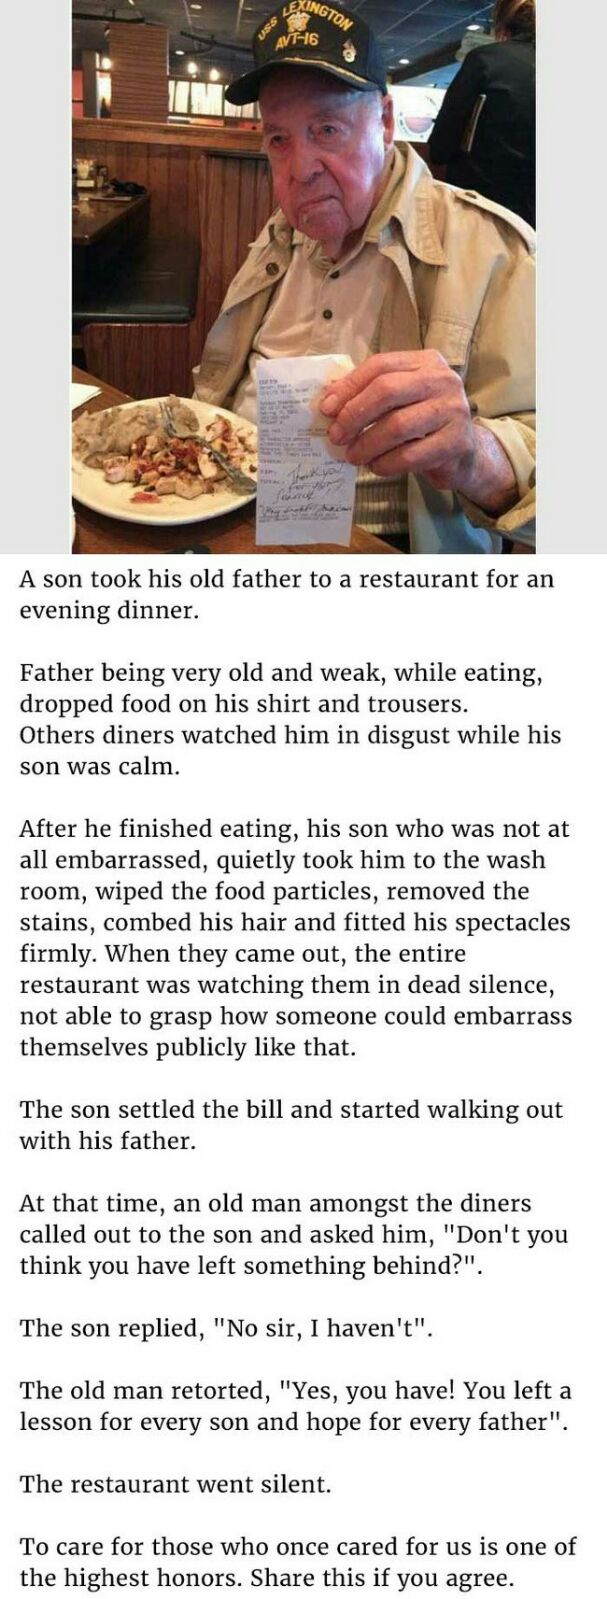 USS LEXINGTON
AVT-16
Thank you
for your
A son took his old father to a restaurant for an
evening dinner.
Father being very old and weak, while eating,
dropped food on his shirt and trousers.
Others diners watched him in disgust while his
son was calm.
After he finished eating, his son who was not at
all embarrassed, quietly took him to the wash
room, wiped the food particles, removed the
stains, combed his hair and fitted his spectacles
firmly. When they came out, the entire
restaurant was watching them in dead silence,
not able to grasp how someone could embarrass
themselves publicly like that.
The son settled the bill and started walking out
with his father.
At that time, an old man amongst the diners
called out to the son and asked him, "Don't you
think you have left something behind?".
The son replied, "No sir, I haven't".
The old man retorted, "Yes, you have! You left a
lesson for every son and hope for every father".
The restaurant went silent.
To care for those who once cared for us is one of
the highest honors. Share this if you agree.